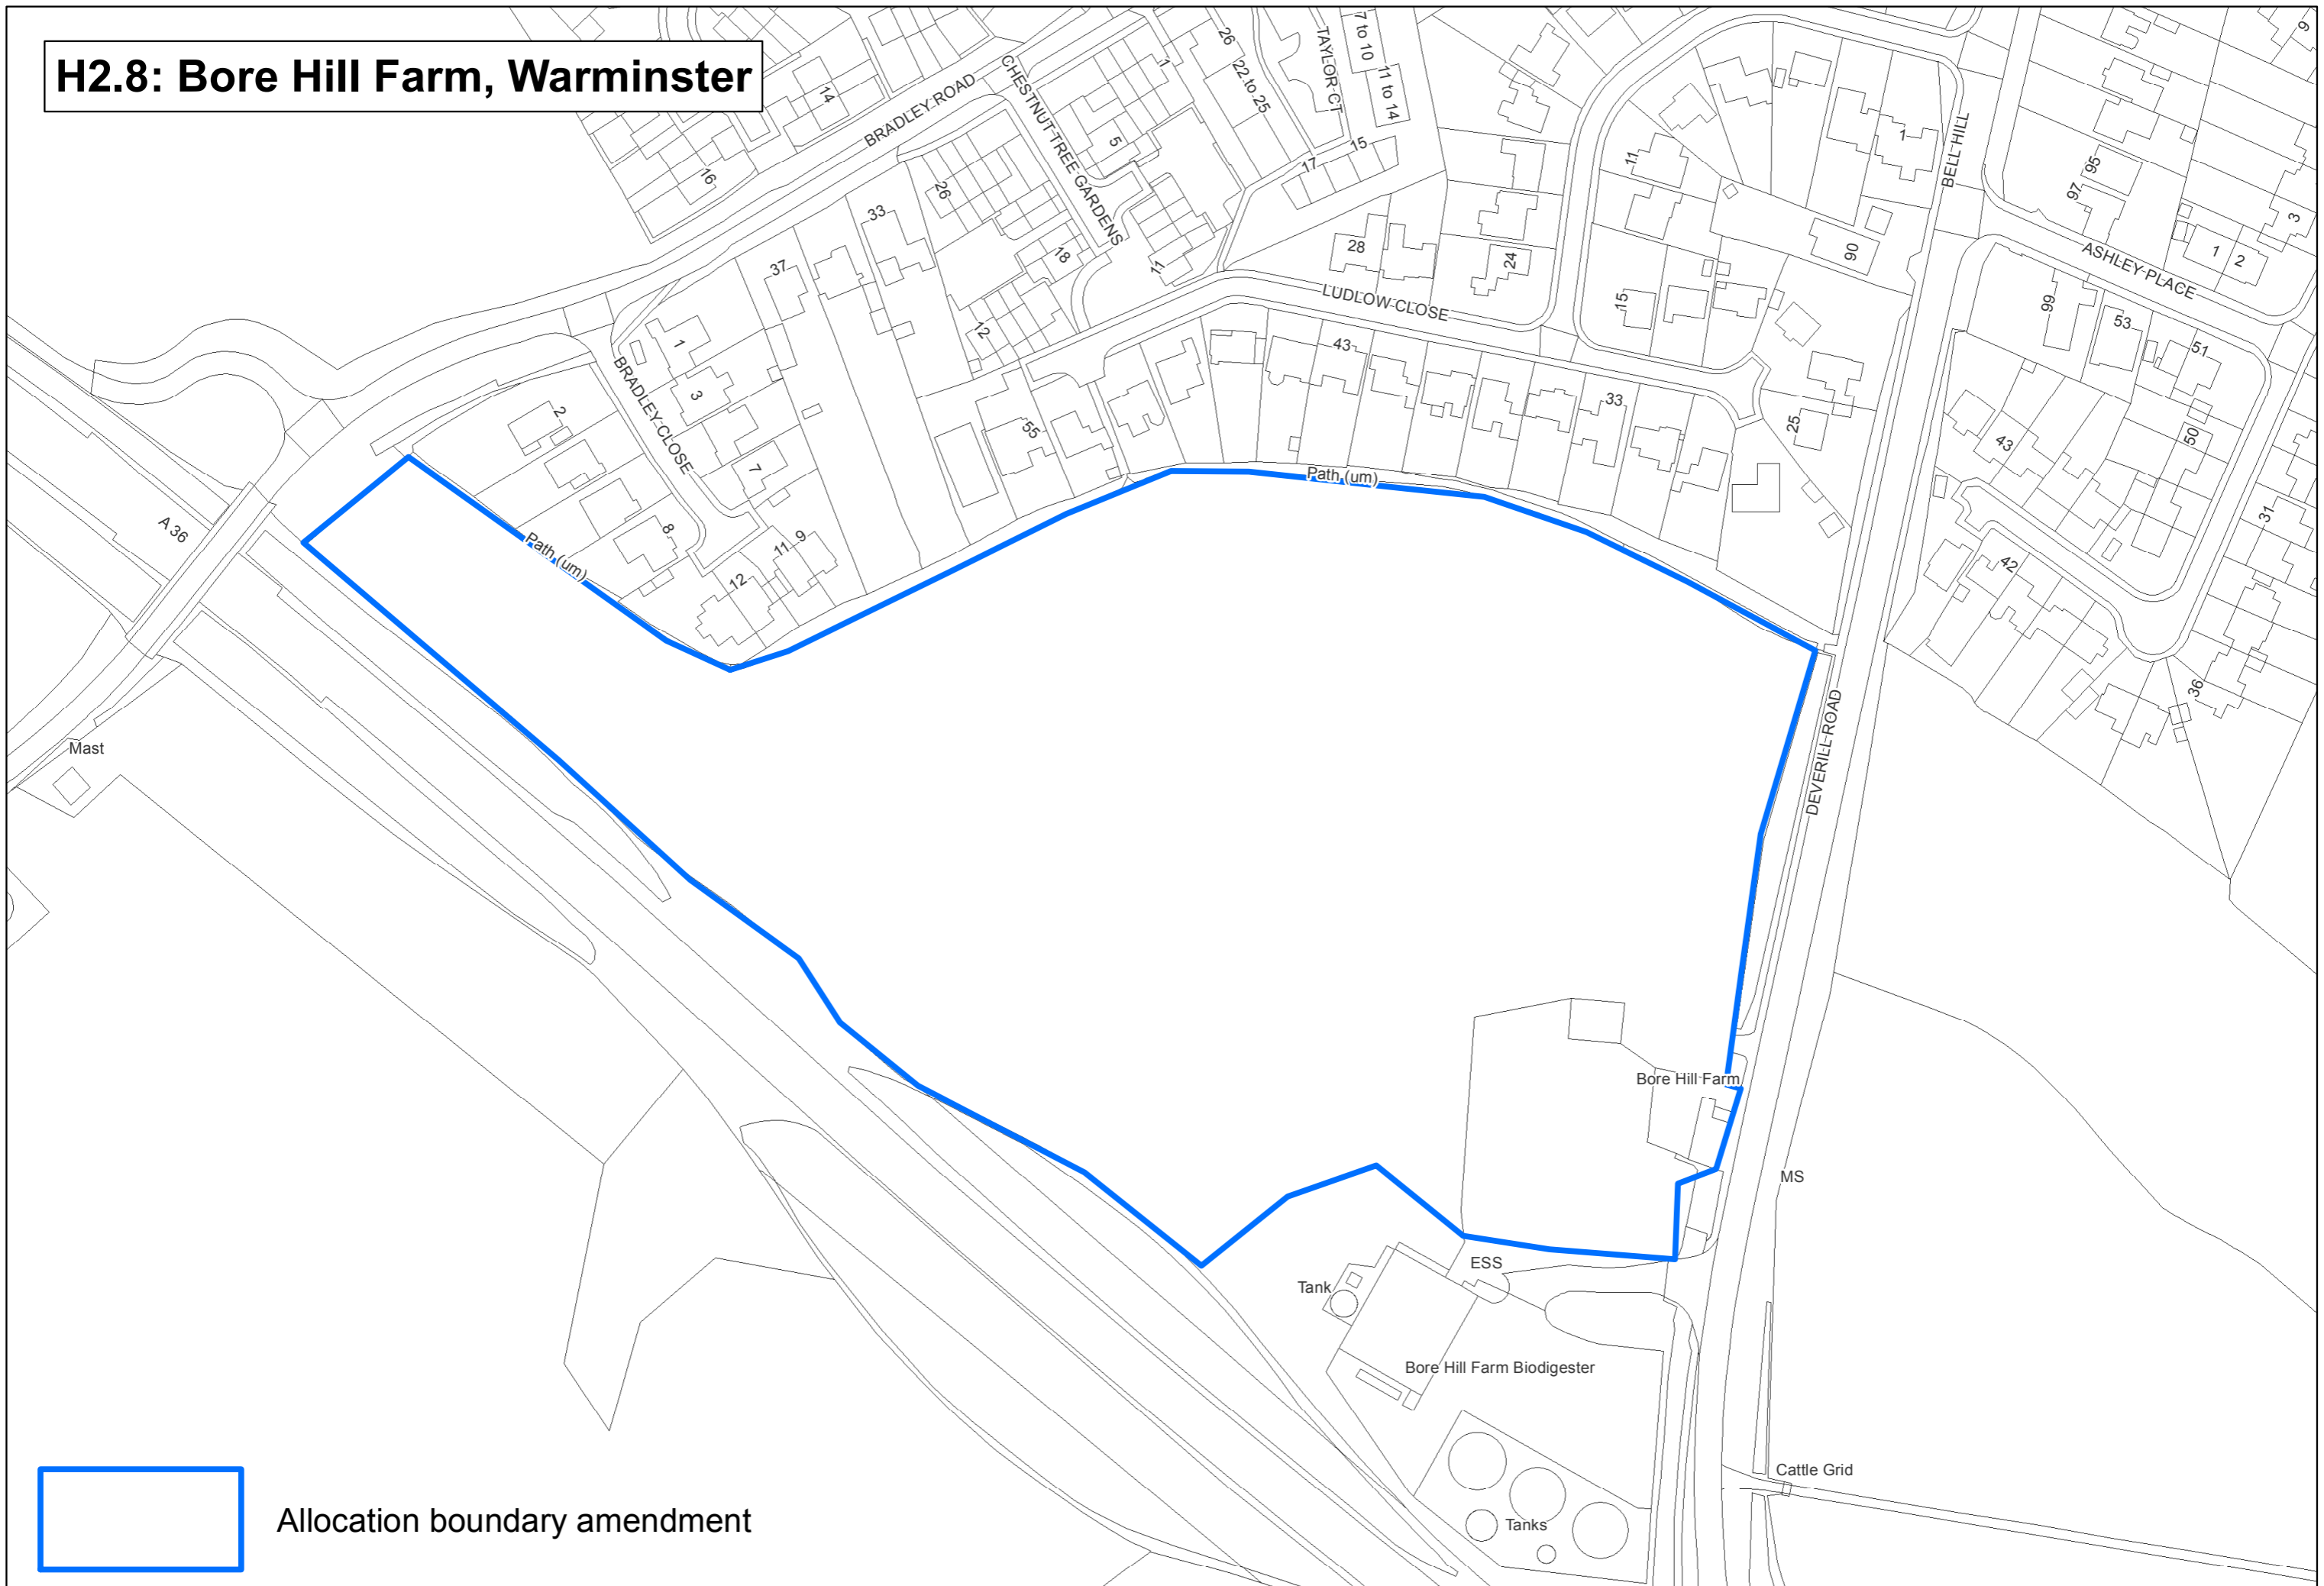 H2.8: Bore Hill Farm, Warminster
BRADLEY ROAD
CHESTNUT TREE GARDENS
TAYLOR CT
7 to 10
11 to 14
22 to 25
26
1
5
14
16
17
15
9
11
1
BELL HILL
95
97
3
1
2
ASHLEY PLACE
90
28
24
26
33
37
18
11
12
LUDLOW CLOSE
15
99
53
51
50
43
1
3
2
BRADLEY CLOSE
7
8
9
11
12
55
43
33
25
43
42
31
36
Path (um)
Path (um)
A 36
Mast
DEVERILL ROAD
Bore Hill Farm
MS
ESS
Tank
Bore Hill Farm Biodigester
Cattle Grid
Tanks
Allocation boundary amendment